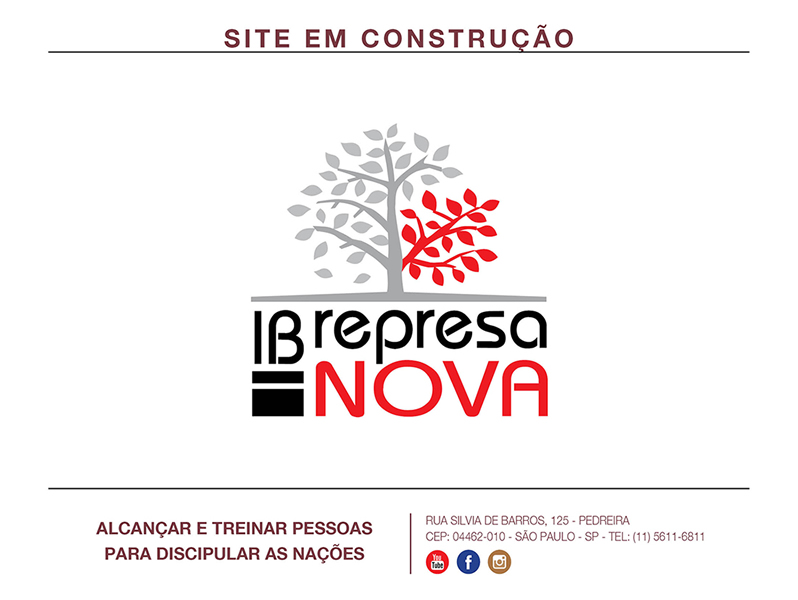 SITE EM CONSTRUÇÃO
IB represa
NOVA
ALCANÇAR E TREINAR PESSOAS
PARA DISCIPULAR AS NAÇÕES
RUA SILVIA DE BARROS, 125 - PEDREIRA
CEP: 04462-010 - SÃO PAULO - SP - TEL: (11) 5611-6811
You
Tube
f